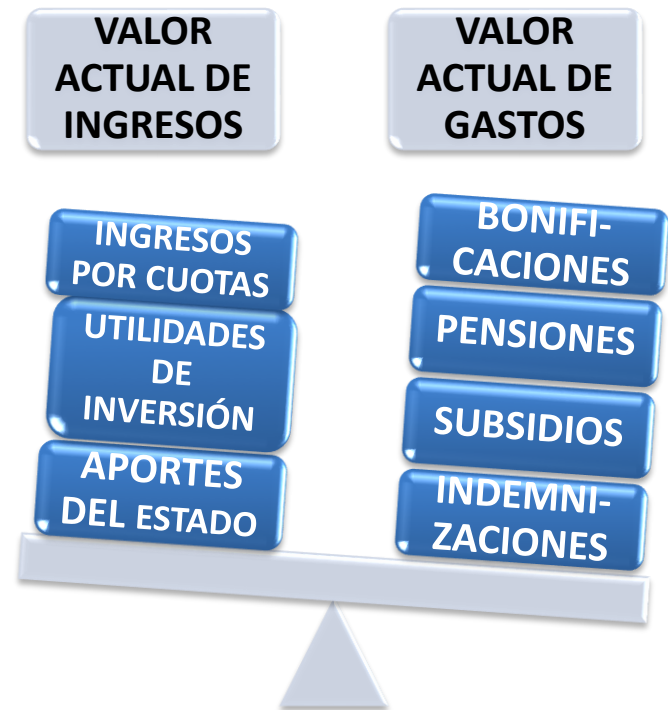 VALOR
ACTUAL DE
INGRESOS
VALOR
ACTUAL DE
GASTOS
INGRESOS
POR CUOTAS
UTILIDADES
DE
INVERSIÓN
APORTES
DEL ESTADO
BONIFI-
CACIONES
PENSIONES
SUBSIDIOS
INDEMNI-
ZACIONES